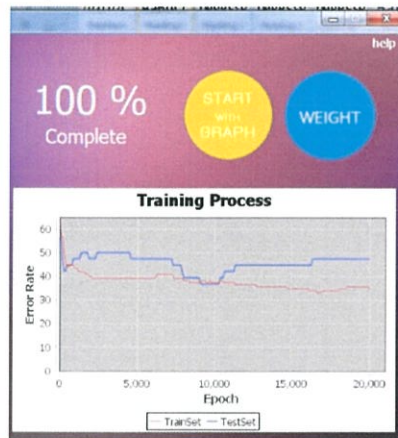 help
100 %
Complete
START
WITH
GRAPH
WEIGHT
Training Process
Error Rate
60
50
40
30
20
10
0
0 5,000 10,000 15,000 20,000
Epoch
TrainSet TestSet